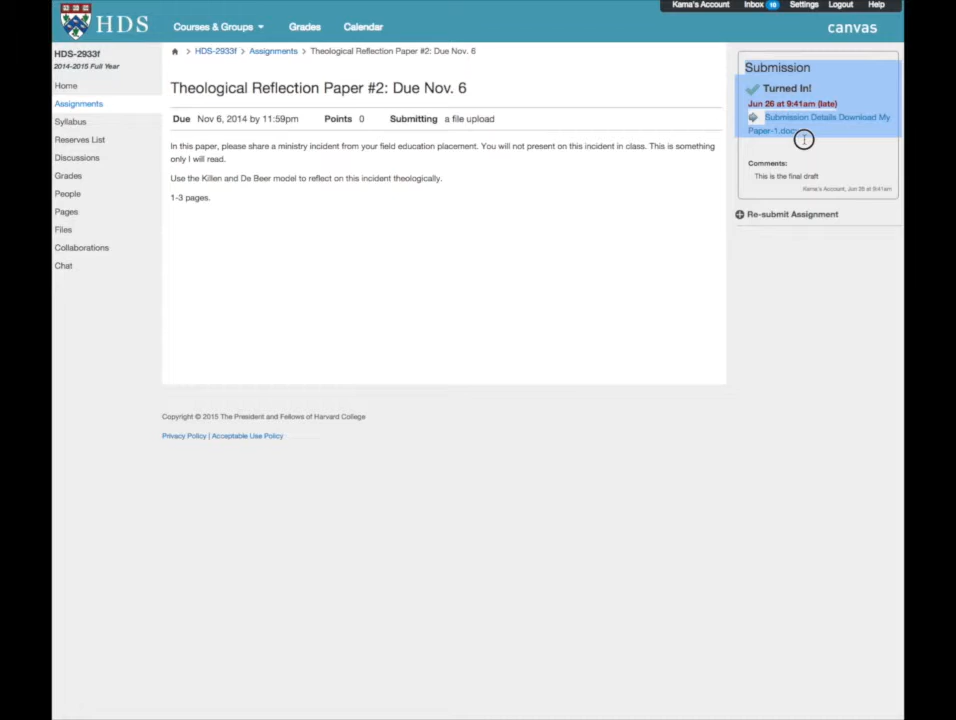 Karna's Account Inbox 16 Settings Logout Help
HDS Courses & Groups Grades Calendar canvas
HDS-2933f
2014-2015 Full Year
Home
Assignments
Syllabus
Reserves List
Discussions
Grades
People
Pages
Files
Collaborations
Chat
HDS-2933f > Assignments > Theological Reflection Paper #2: Due Nov. 6
Theological Reflection Paper #2: Due Nov. 6
Due Nov 6, 2014 by 11:59pm Points 0 Submitting a file upload
In this paper, please share a ministry incident from your field education placement. You will not present on this incident in class. This is something
only I will read.
Use the Killen and De Beer model to reflect on this incident theologically.
1-3 pages.
Submission
Turned In!
Jun 26 at 9:41am (late)
Submission Details Download My
Paper-1.docx
Comments:
This is the final draft
Karna's Account, Jun 26 at 9:41am
Re-submit Assignment
Copyright © 2015 The President and Fellows of Harvard College
Privacy Policy | Acceptable Use Policy